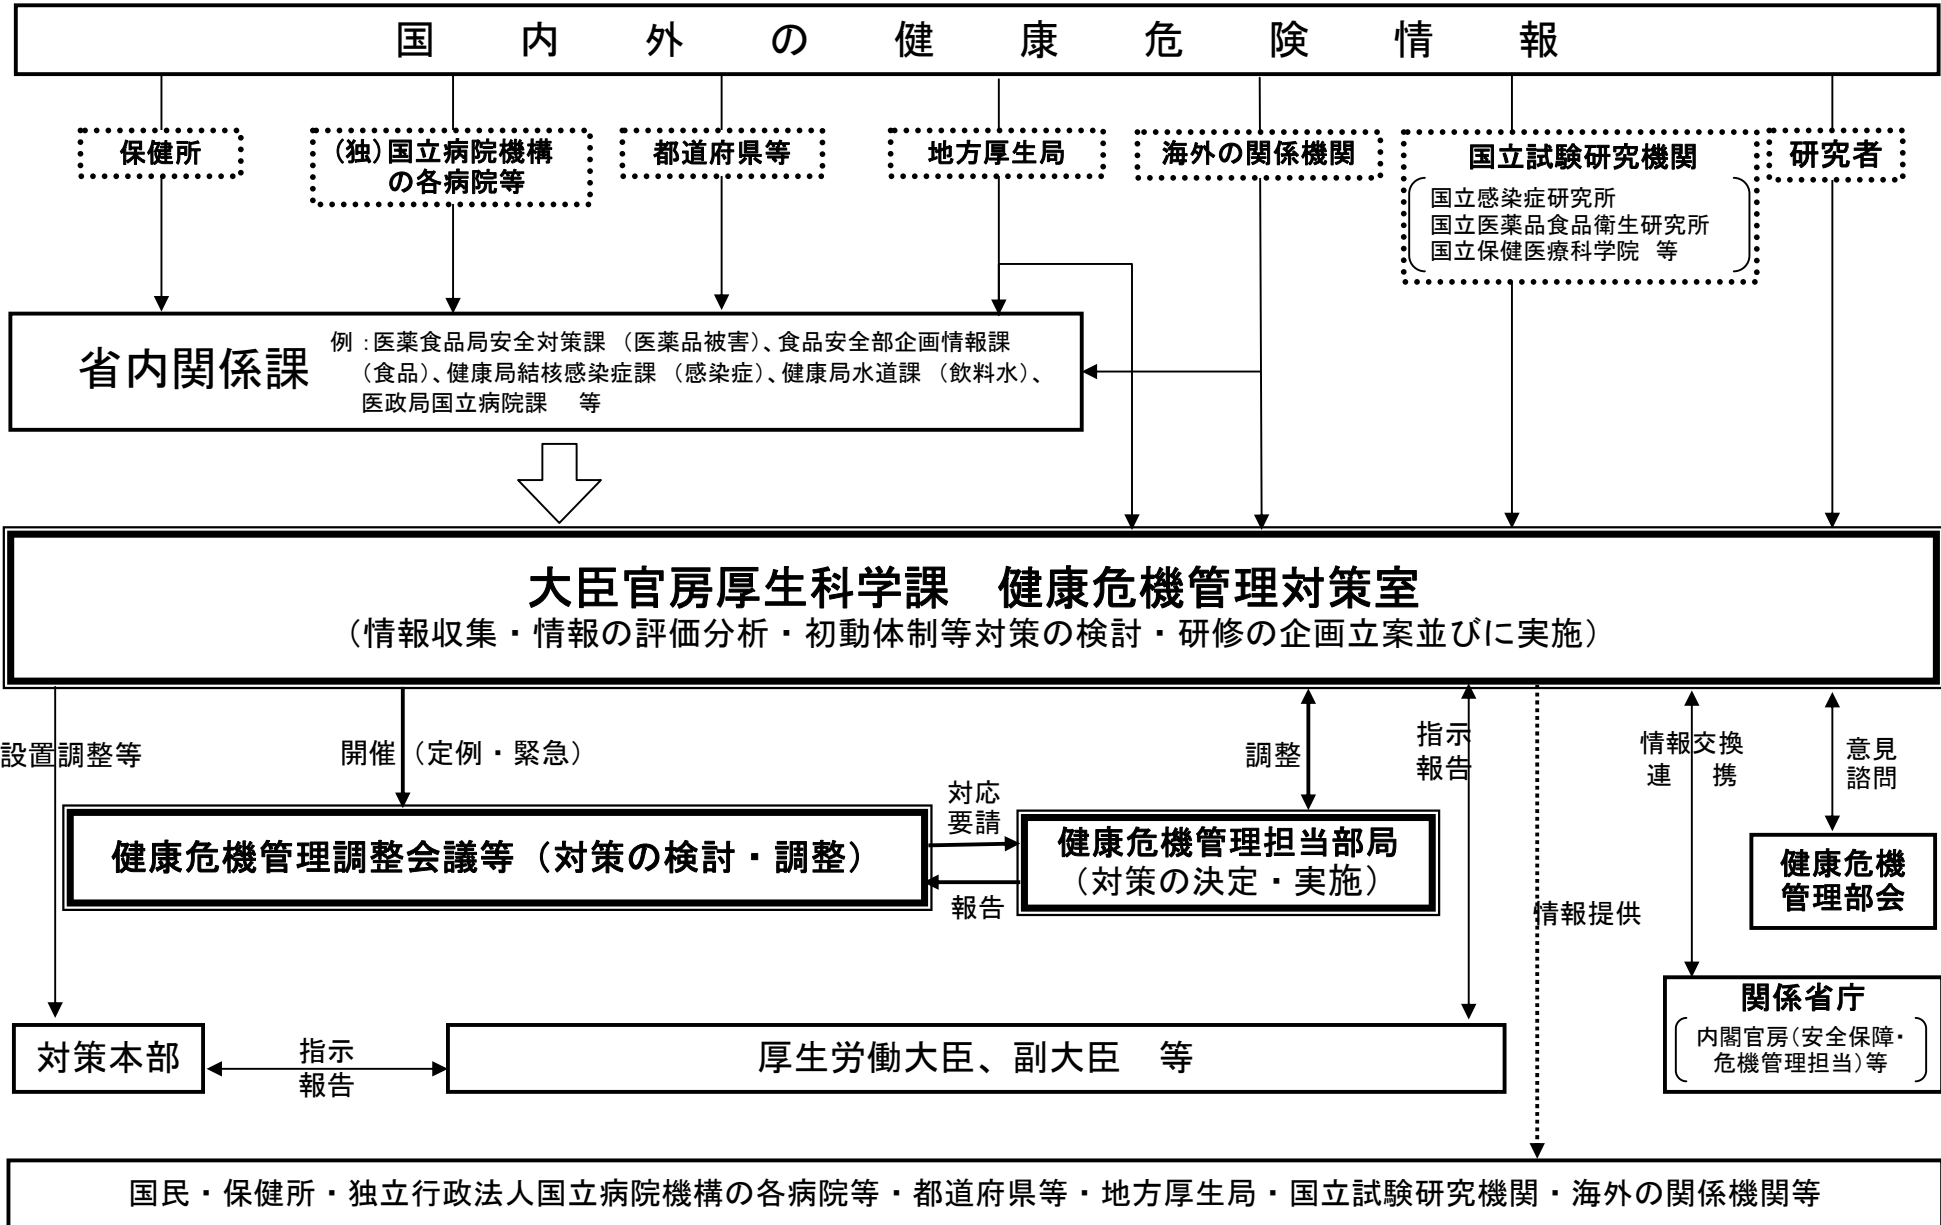 国内外の健康危険情報
保健所
(独)国立病院機構
の各病院等
都道府県等
地方厚生局
海外の関係機関
国立試験研究機関
国立感染症研究所
国立医薬品食品衛生研究所
国立保健医療科学院 等
研究者
省内関係課
例:医薬食品局安全対策課 (医薬品被害)、食品安全部企画情報課
(食品)、健康局結核感染症課 (感染症)、健康局水道課 (飲料水)、
医政局国立病院課 等
大臣官房厚生科学課 健康危機管理対策室
(情報収集・情報の評価分析・初動体制等対策の検討・研修の企画立案並びに実施)
設置調整等
開催 (定例・緊急)
調整
指示
報告
情報交換
連 携
意見
諮問
健康危機管理調整会議等 (対策の検討・調整)
対応
要請
報告
健康危機管理担当部局
(対策の決定・実施)
情報提供
健康危機
管理部会
関係省庁
内閣官房(安全保障・
危機管理担当)等
対策本部
指示
報告
厚生労働大臣、副大臣 等
国民・保健所・独立行政法人国立病院機構の各病院等・都道府県等・地方厚生局・国立試験研究機関・海外の関係機関等